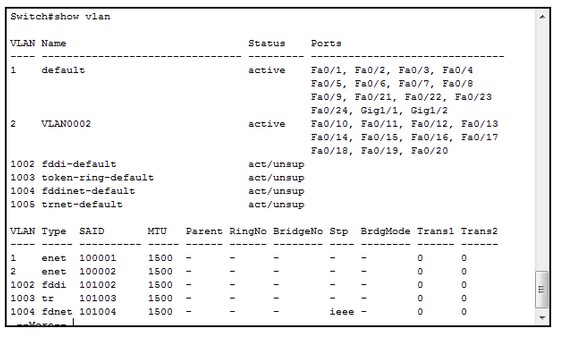 Switch#show vlan
VLAN Name Status Ports
---- -------------------------------- --------- -------------------------------
1 default active Fa0/1, Fa0/2, Fa0/3, Fa0/4
Fa0/5, Fa0/6, Fa0/7, Fa0/8
Fa0/9, Fa0/21, Fa0/22, Fa0/23
Fa0/24, Gig1/1, Gig1/2
2 VLAN0002 active Fa0/10, Fa0/11, Fa0/12, Fa0/13
Fa0/14, Fa0/15, Fa0/16, Fa0/17
Fa0/18, Fa0/19, Fa0/20
1002 fddi-default act/unsup
1003 token-ring-default act/unsup
1004 fddinet-default act/unsup
1005 trnet-default act/unsup
VLAN Type SAID MTU Parent RingNo BridgeNo Stp BrdgMode Trans1 Trans2
---- ----- ---------- ----- ------ ------ -------- ---- -------- ------ ------
1 enet 100001 1500 - - - - - 0 0
2 enet 100002 1500 - - - - - 0 0
1002 fddi 101002 1500 - - - - - 0 0
1003 tr 101003 1500 - - - - - 0 0
1004 fdnet 101004 1500 - - - ieee - 0 0
--More--